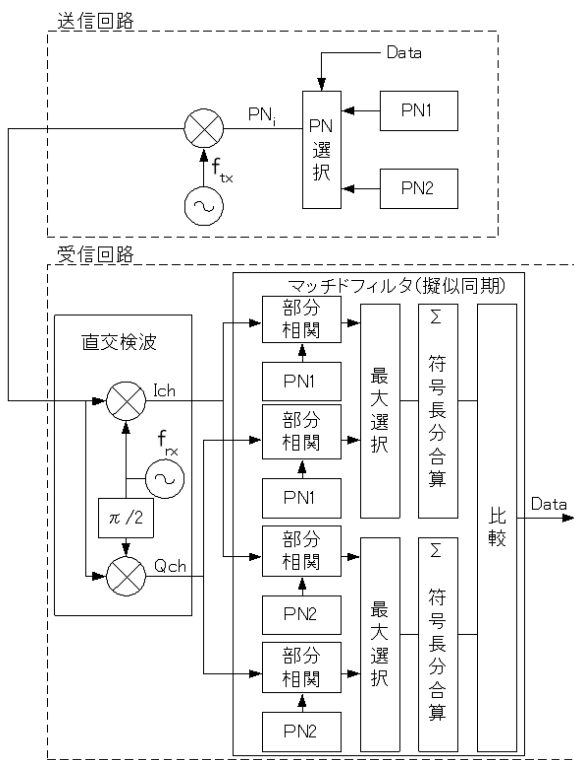 送信回路
Data
PNi
PN選択
PN1
PN2
ftx
受信回路
マッチドフィルタ(擬似同期)
直交検波
Ich
frx
π/2
Qch
部分相関
PN1
部分相関
PN1
最大選択
Σ 符号長分合算
部分相関
PN2
部分相関
PN2
最大選択
Σ 符号長分合算
比較
Data